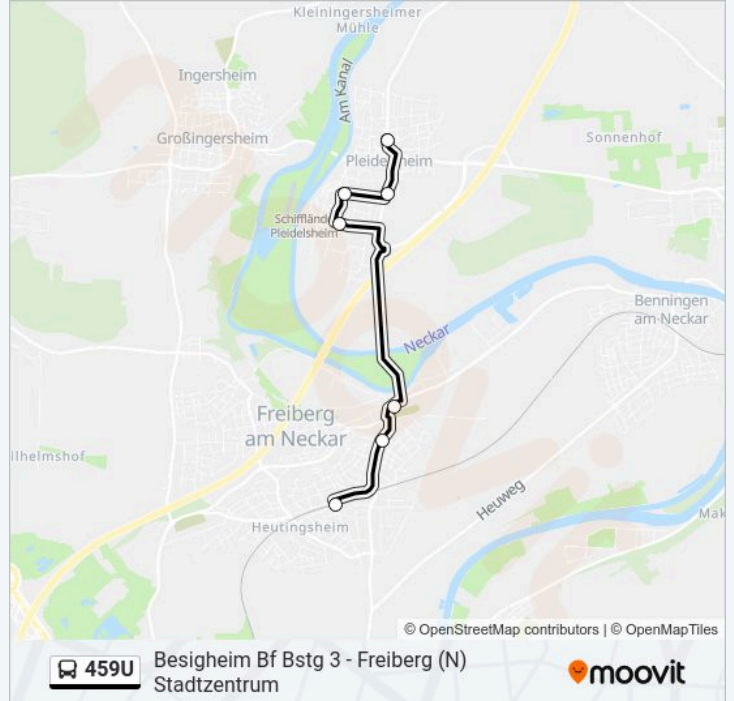 Kleiningersheimer
Mühle
Am Kanal
Ingersheim
Großingersheim
Sonnenhof
Pleidelsheim
Schifflände
Pleidelsheim
Benningen
am Neckar
Neckar
Freiberg
am Neckar
ilhelmshof
Heuweg
Heutingsheim
Mak
© OpenStreetMap contributors | © OpenMapTiles
459U
Besigheim Bf Bstg 3 - Freiberg (N)
Stadtzentrum
moovit